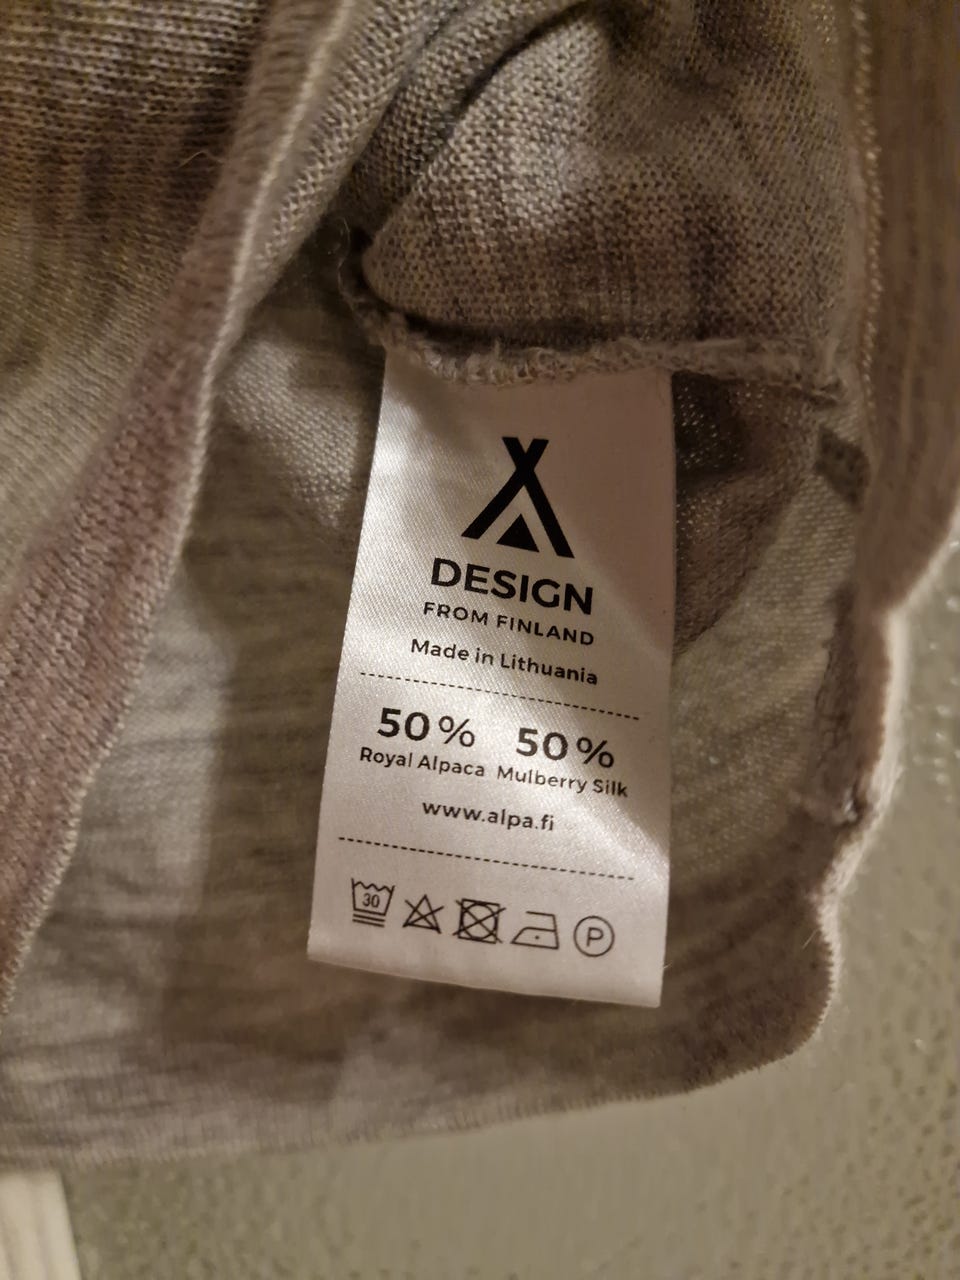 DESIGN
FROM FINLAND
Made in Lithuania
50% 50%
Royal Alpaca Mulberry Silk
www.alpa.fi
30
P